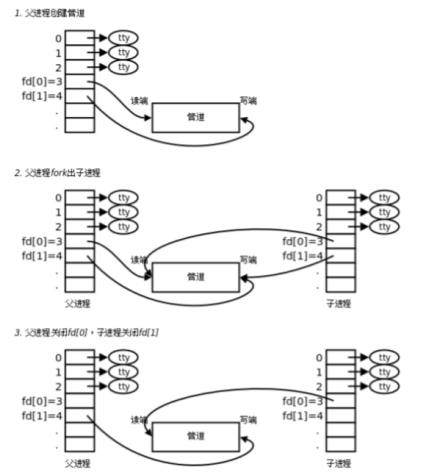 1. 父进程创建管道
0 tty
1 tty
2 tty
fd[0]=3
fd[1]=4
.
.
读端 写端
管道
2. 父进程fork出子进程
0 tty 0 tty
1 tty 1 tty
2 tty 2 tty
fd[0]=3 fd[0]=3
fd[1]=4 fd[1]=4
. .
. .
读端 写端
管道
父进程 子进程
3. 父进程关闭fd[0]，子进程关闭fd[1]
0 tty 0 tty
1 tty 1 tty
2 tty 2 tty
fd[0]=3 fd[0]=3
fd[1]=4 fd[1]=4
. .
. .
读端 写端
管道
父进程 子进程